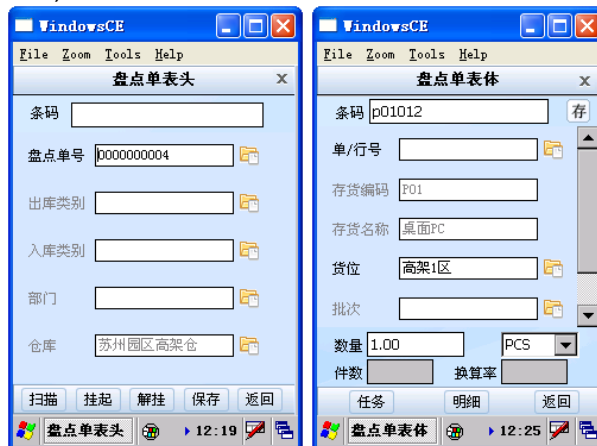 WindowsCE
File Zoom Tools Help
盘点单表头 x
条码
盘点单号 0000000004
出库类别
入库类别
部门
仓库 苏州园区高架仓
扫描 挂起 解挂 保存 返回
盘点单表头 12:19
WindowsCE
File Zoom Tools Help
盘点单表体 x
条码 p01012 存
单/行号
存货编码 P01
存货名称 桌面PC
货位 高架1区
批次
数量 1.00 PCS
件数 换算率
任务 明细 返回
盘点单表体 12:25